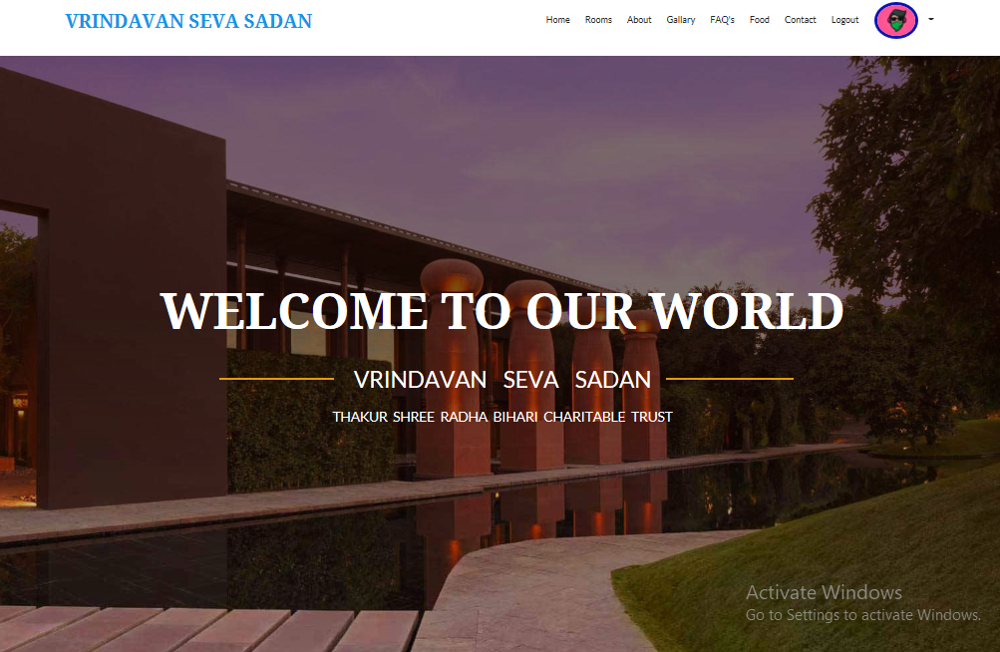 VRINDAVAN SEVA SADAN
Home Rooms About Gallary FAQ's Food Contact Logout
WELCOME TO OUR WORLD
VRINDAVAN SEVA SADAN
THAKUR SHREE RADHA BIHARI CHARITABLE TRUST
Activate Windows
Go to Settings to activate Windows.